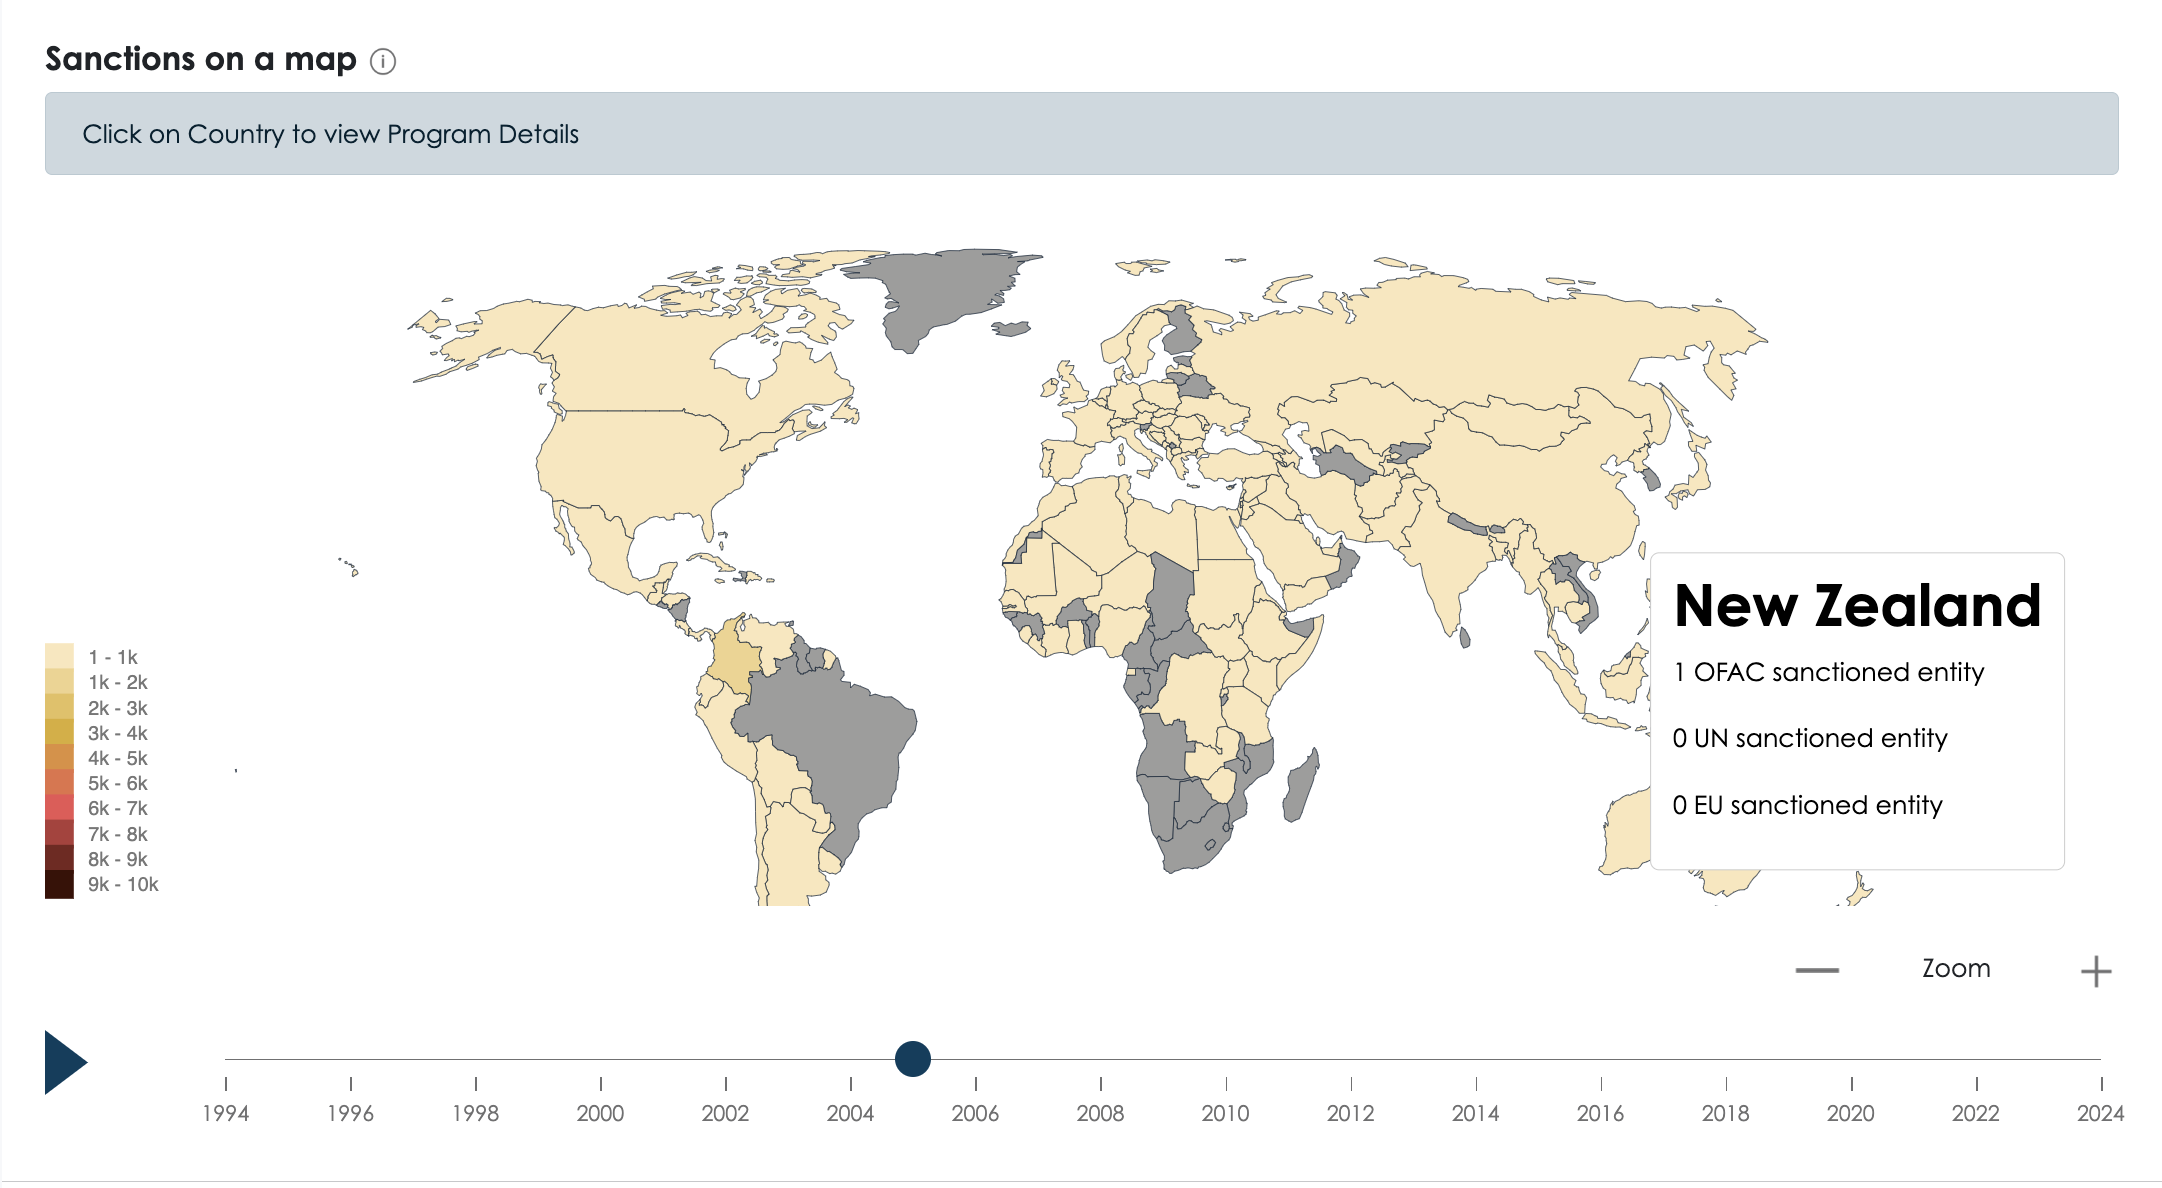 Sanctions on a map
Click on Country to view Program Details
New Zealand
1 OFAC sanctioned entity
0 UN sanctioned entity
0 EU sanctioned entity
1 - 1k
1k - 2k
2k - 3k
3k - 4k
4k - 5k
5k - 6k
6k - 7k
7k - 8k
8k - 9k
9k - 10k
Zoom
1994 1996 1998 2000 2002 2004 2006 2008 2010 2012 2014 2016 2018 2020 2022 2024